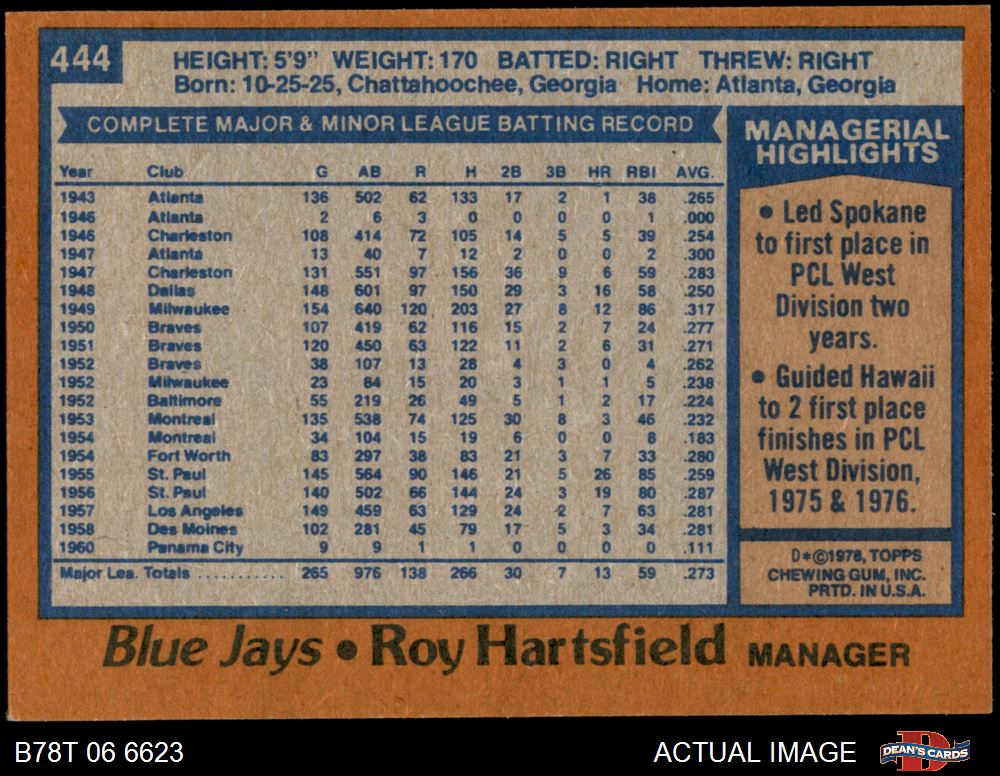 444
HEIGHT: 5'9" WEIGHT: 170 BATTED: RIGHT THREW: RIGHT
Born: 10-25-25, Chattahoochee, Georgia Home: Atlanta, Georgia
COMPLETE MAJOR & MINOR LEAGUE BATTING RECORD
Year Club G AB R H 2B 3B HR RBI AVG.
1943 Atlanta 136 502 62 133 17 2 1 38 .265
1946 Atlanta 2 6 3 0 0 0 0 1 .000
1946 Charleston 108 414 72 105 14 5 5 39 .254
1947 Atlanta 13 40 7 12 2 0 0 2 .300
1947 Charleston 131 551 97 156 36 9 6 59 .283
1948 Dallas 148 601 97 150 29 3 16 58 .250
1949 Milwaukee 154 640 120 203 27 8 12 86 .317
1950 Braves 107 419 62 116 15 2 7 24 .277
1951 Braves 120 450 63 122 11 2 6 31 .271
1952 Braves 38 107 13 28 4 3 0 4 .262
1952 Milwaukee 23 84 15 20 3 1 1 5 .238
1952 Baltimore 55 219 26 49 5 1 2 17 .224
1953 Montreal 135 538 74 125 30 8 3 46 .232
1954 Montreal 34 104 15 19 6 0 0 8 .183
1954 Fort Worth 83 297 38 83 21 3 7 33 .280
1955 St. Paul 145 564 90 146 21 5 26 85 .259
1956 St. Paul 140 502 66 144 24 3 19 80 .287
1957 Los Angeles 149 459 63 129 24 2 7 63 .281
1958 Des Moines 102 281 45 79 17 5 3 34 .281
1960 Panama City 9 9 1 1 0 0 0 0 .111
Major Lea. Totals ........... 265 976 138 266 30 7 13 59 .273
MANAGERIAL
HIGHLIGHTS
• Led Spokane
to first place in
PCL West
Division two
years.
• Guided Hawaii
to 2 first place
finishes in PCL
West Division,
1975 & 1976.
D*©1978, TOPPS
CHEWING GUM, INC.
PRTD. IN U.S.A.
Blue Jays • Roy Hartsfield MANAGER
B78T 06 6623
ACTUAL IMAGE
D
DEAN'S CARDS